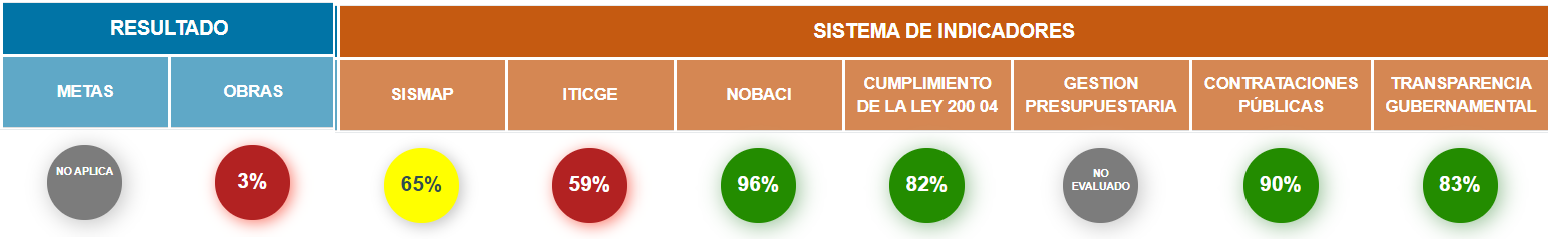 RESULTADO
SISTEMA DE INDICADORES
METAS
OBRAS
SISMAP
ITICGE
NOBACI
CUMPLIMIENTO
DE LA LEY 200 04
GESTION
PRESUPUESTARIA
CONTRATACIONES
PÚBLICAS
TRANSPARENCIA
GUBERNAMENTAL
NO APLICA
3%
65%
59%
96%
82%
NO
EVALUADO
90%
83%